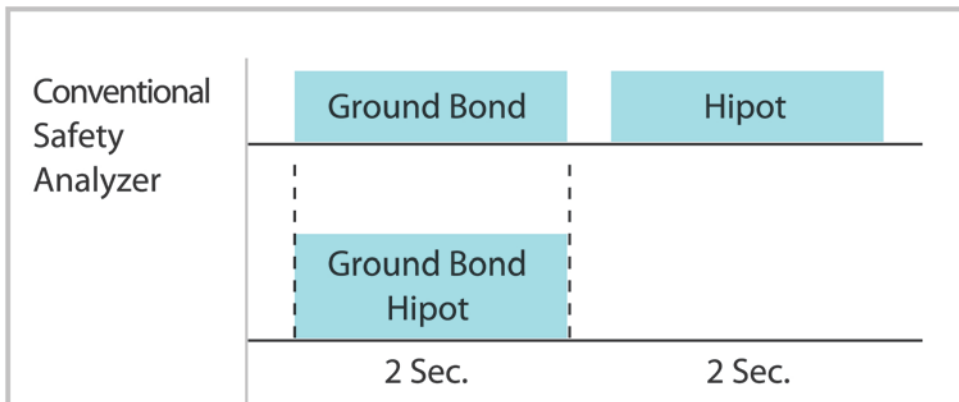 Conventional
Safety
Analyzer
Ground Bond
Hipot
Ground Bond
Hipot
2 Sec.
2 Sec.